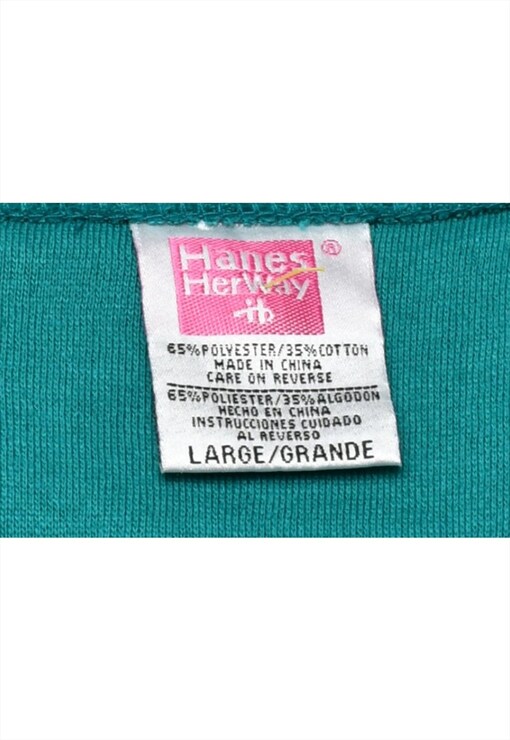 Hanes ®
HerWay
-ih
65%POLYESTER/35%COTTON
MADE IN CHINA
CARE ON REVERSE
65%POLIESTER/35%ALGODON
HECHO EN CHINA
INSTRUCCIONES CUIDADO
AL REVERSO
LARGE/GRANDE